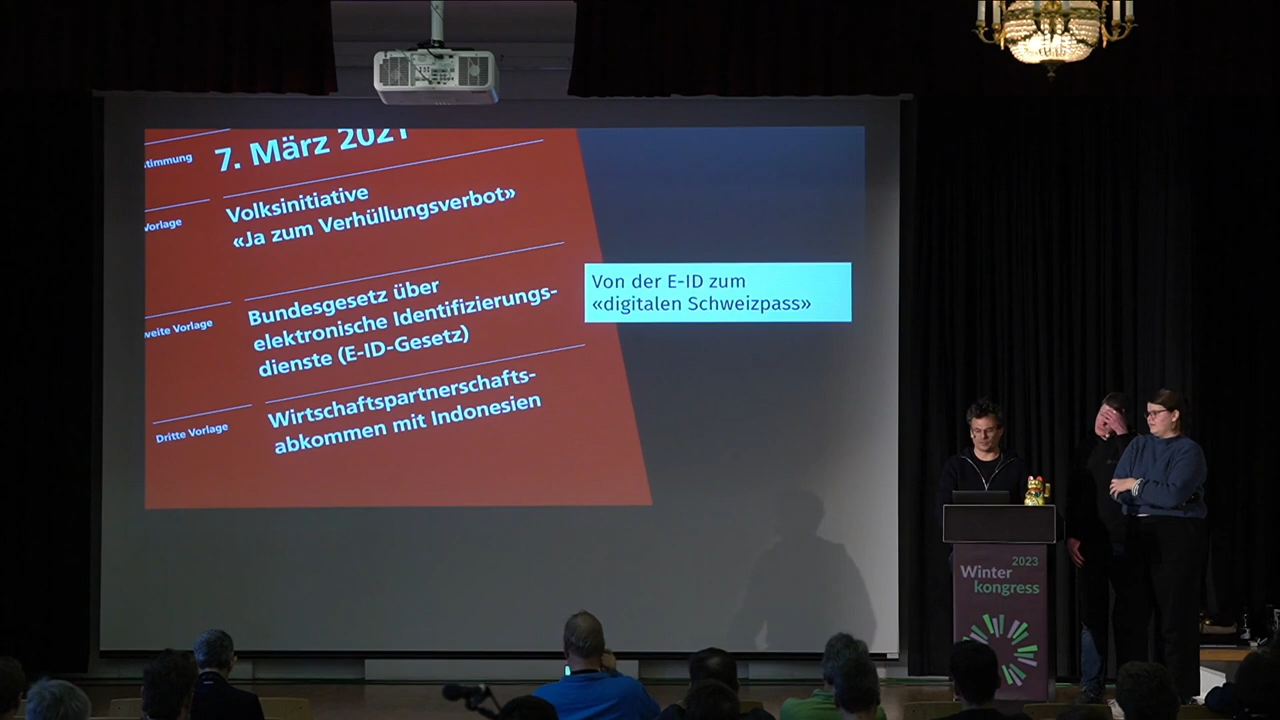 stimmung
7. März 2021
Vorlage
Volksinitiative
«Ja zum Verhüllungsverbot»
weite Vorlage
Bundesgesetz über
elektronische Identifizierungs-
dienste (E-ID-Gesetz)
Dritte Vorlage
Wirtschaftspartnerschafts-
abkommen mit Indonesien
Von der E-ID zum
«digitalen Schweizpass»
2023
Winter
kongress